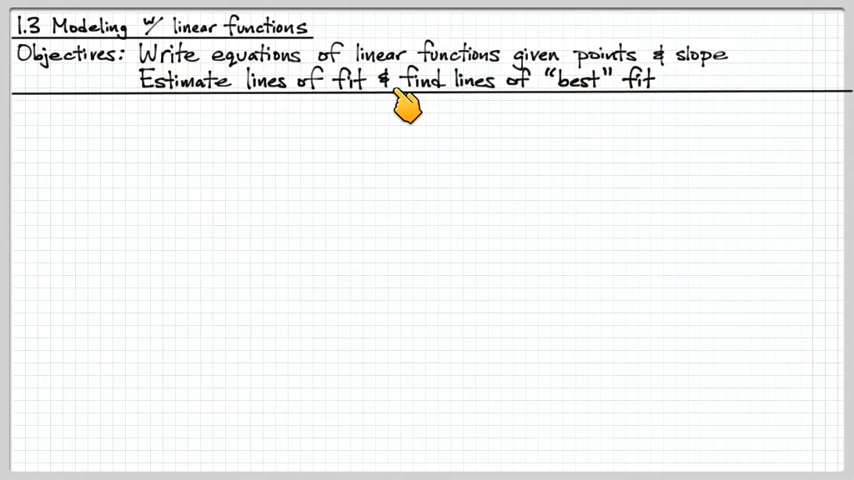 1.3 Modeling w/ linear functions
Objectives: Write equations of linear functions given points & slope
Estimate lines of fit & find lines of "best" fit